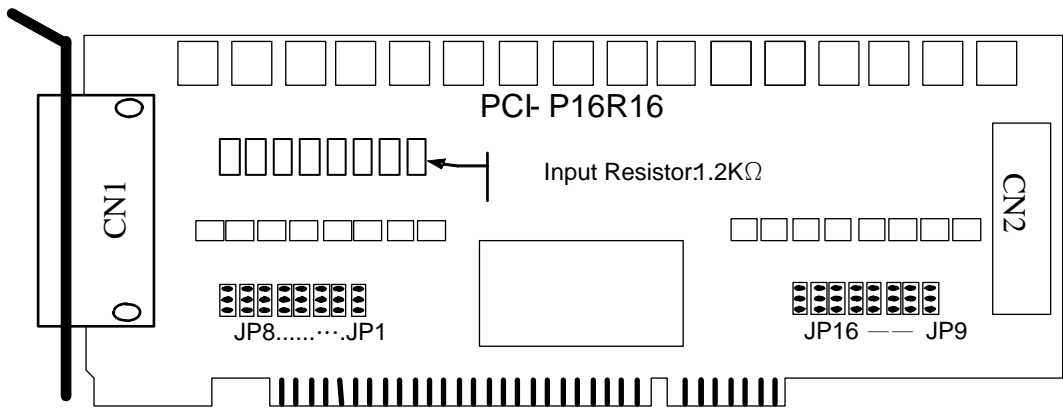 PCI- P16R16
Input Resistor:1.2KΩ
CN1
CN2
JP8......···.JP1
JP16 —— JP9